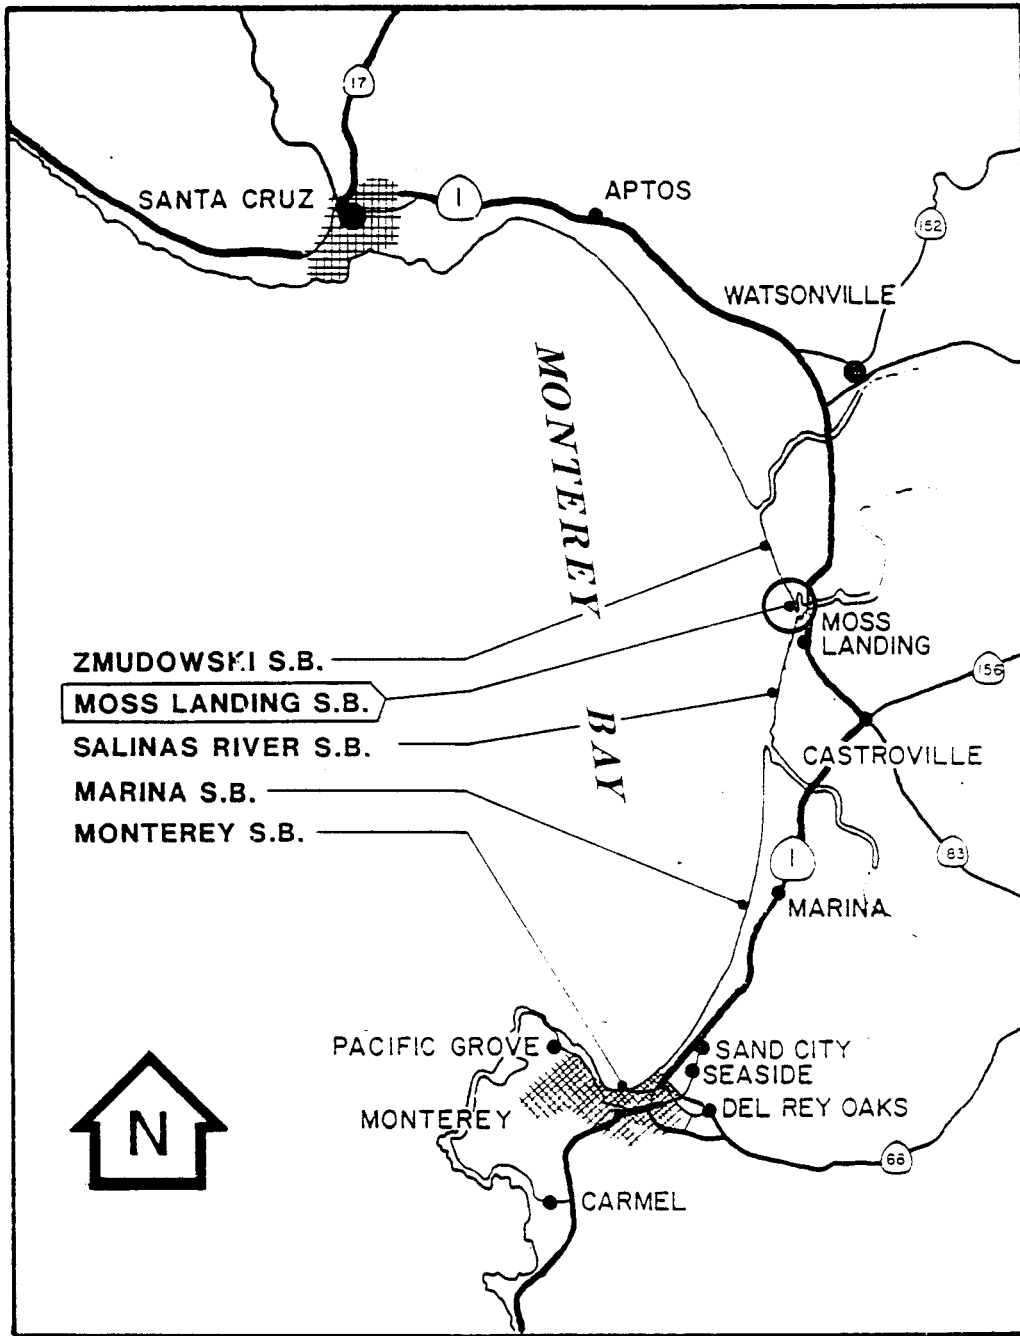 17
SANTA CRUZ
1
APTOS
152
WATSONVILLE
MONTEREY
BAY
MOSS
LANDING
ZMUDOWSKI S.B.
MOSS LANDING S.B.
SALINAS RIVER S.B.
MARINA S.B.
MONTEREY S.B.
156
CASTROVILLE
183
1
MARINA
PACIFIC GROVE
SAND CITY
SEASIDE
MONTEREY
DEL REY OAKS
N
68
CARMEL